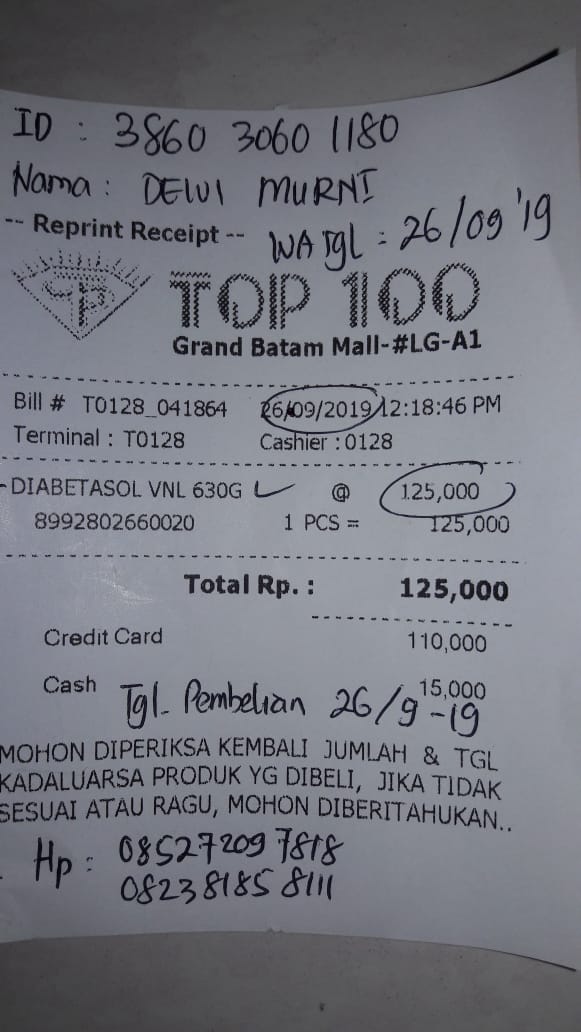 ID : 3860 3060 1180
Nama : DEWI MURNI
-- Reprint Receipt --
WA Tgl : 26/09 '19
TOP 100
Grand Batam Mall-#LG-A1
Bill # T0128_041864 26/09/2019 12:18:46 PM
Terminal : T0128 Cashier : 0128
DIABETASOL VNL 630G @ 125,000
8992802660020 1 PCS = 125,000
Total Rp. : 125,000
Credit Card 110,000
Cash 15,000
Tgl. Pembelian 26/9-19
MOHON DIPERIKSA KEMBALI JUMLAH & TGL
KADALUARSA PRODUK YG DIBELI, JIKA TIDAK
SESUAI ATAU RAGU, MOHON DIBERITAHUKAN..
Hp : 08527209 7818
08238185 8111